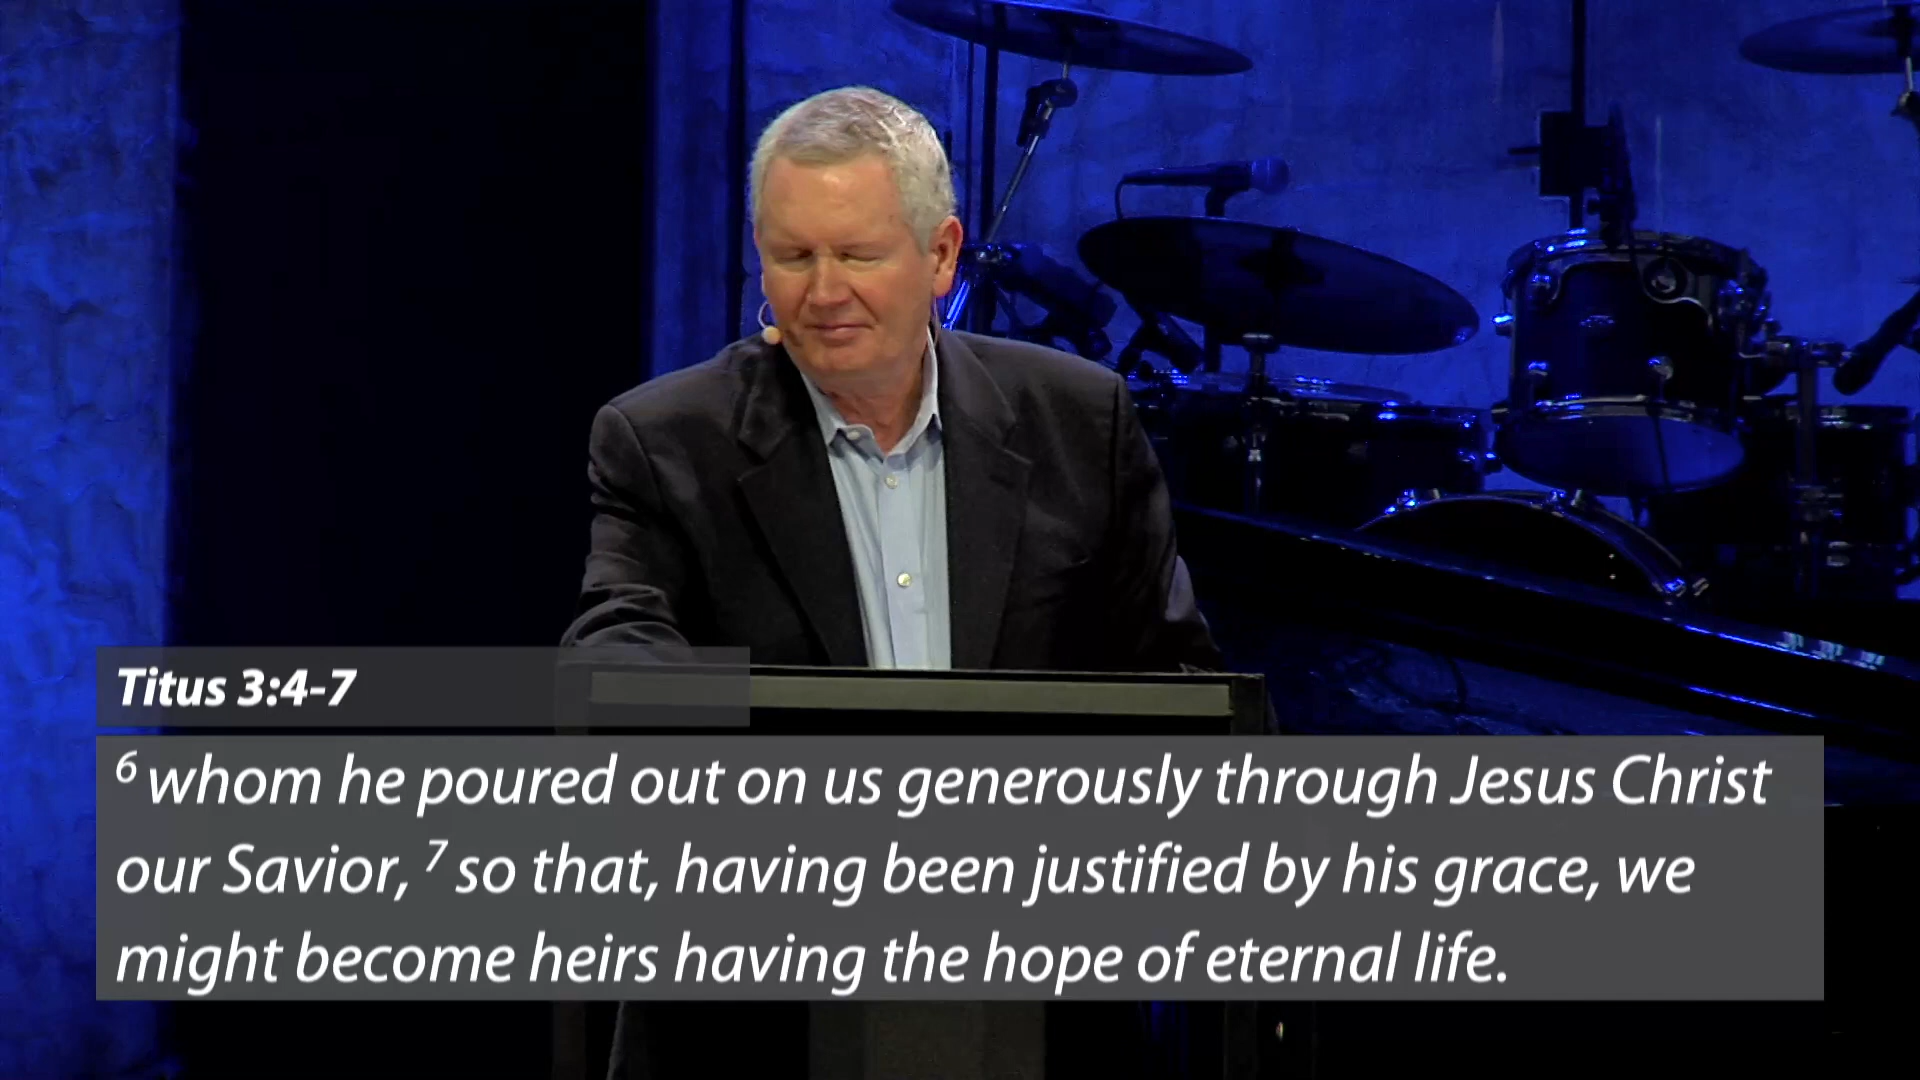 Titus 3:4-7
⁶ whom he poured out on us generously through Jesus Christ
our Savior, ⁷ so that, having been justified by his grace, we
might become heirs having the hope of eternal life.